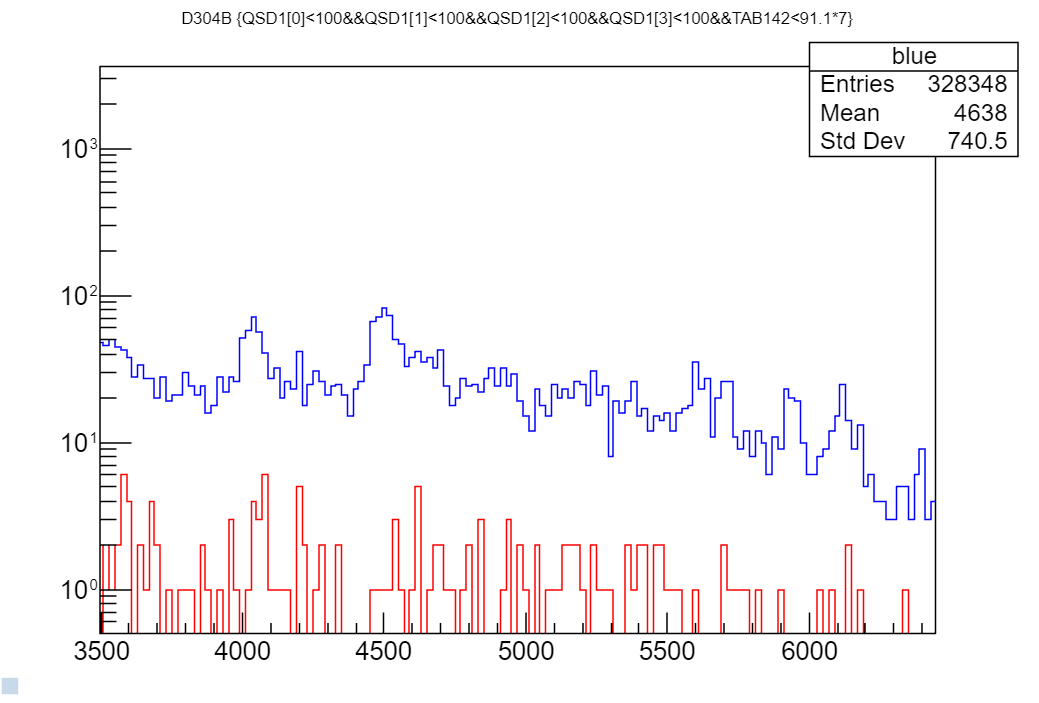 D304B {QSD1[0]<100&&QSD1[1]<100&&QSD1[2]<100&&QSD1[3]<100&&TAB142<91.1*7}
blue
Entries 328348
Mean 4638
Std Dev 740.5
10³
10²
10¹
10⁰
3500 4000 4500 5000 5500 6000